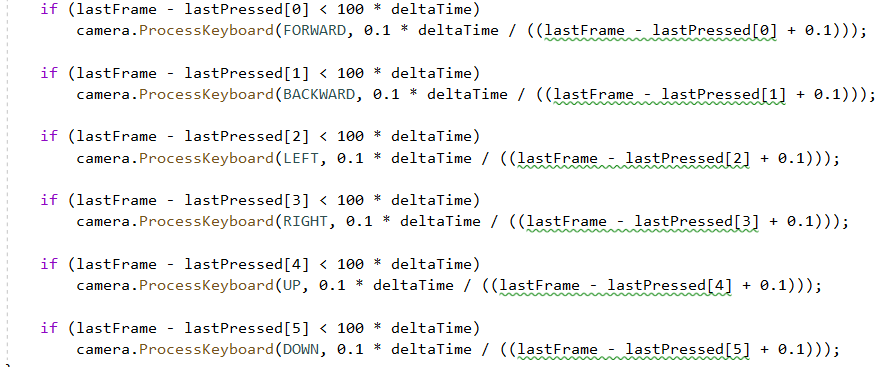 if (lastFrame - lastPressed[0] < 100 * deltaTime)
camera.ProcessKeyboard(FORWARD, 0.1 * deltaTime / ((lastFrame - lastPressed[0] + 0.1)));
if (lastFrame - lastPressed[1] < 100 * deltaTime)
camera.ProcessKeyboard(BACKWARD, 0.1 * deltaTime / ((lastFrame - lastPressed[1] + 0.1)));
if (lastFrame - lastPressed[2] < 100 * deltaTime)
camera.ProcessKeyboard(LEFT, 0.1 * deltaTime / ((lastFrame - lastPressed[2] + 0.1)));
if (lastFrame - lastPressed[3] < 100 * deltaTime)
camera.ProcessKeyboard(RIGHT, 0.1 * deltaTime / ((lastFrame - lastPressed[3] + 0.1)));
if (lastFrame - lastPressed[4] < 100 * deltaTime)
camera.ProcessKeyboard(UP, 0.1 * deltaTime / ((lastFrame - lastPressed[4] + 0.1)));
if (lastFrame - lastPressed[5] < 100 * deltaTime)
camera.ProcessKeyboard(DOWN, 0.1 * deltaTime / ((lastFrame - lastPressed[5] + 0.1)));